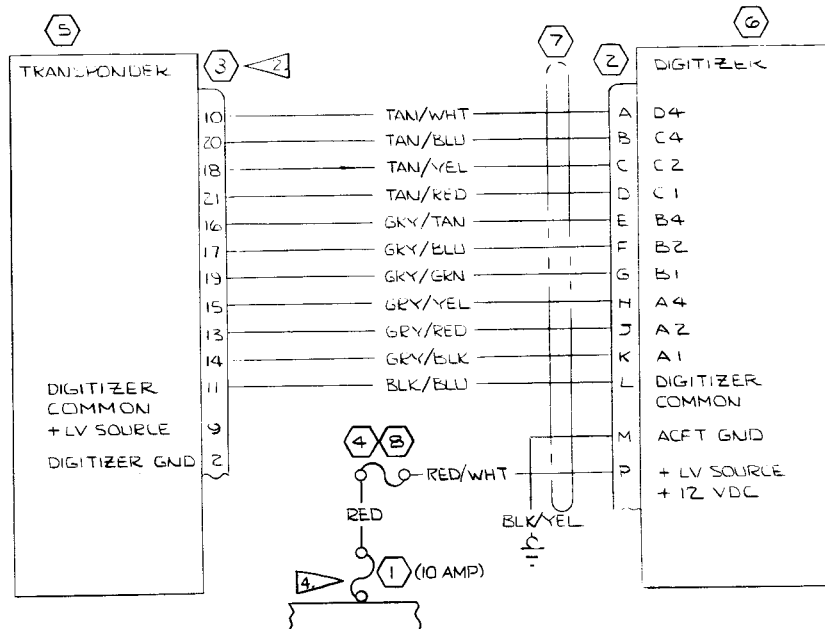 5
6
7
TRANSPONDER 3 2. 2 DIGITIZER
10 TAN/WHT A D4
20 TAN/BLU B C4
18 TAN/YEL C C2
21 TAN/RED D C1
16 GRY/TAN E B4
17 GRY/BLU F B2
19 GRY/GRN G B1
15 GRY/YEL H A4
13 GRY/RED J A2
14 GRY/BLK K A1
11 BLK/BLU L DIGITIZER
COMMON
DIGITIZER
COMMON
+ LV SOURCE 9
DIGITIZER GND 2
4 8
M ACFT GND
RED/WHT P + LV SOURCE
+ 12 VDC
RED
BLK/YEL
4. 1 (10 AMP)